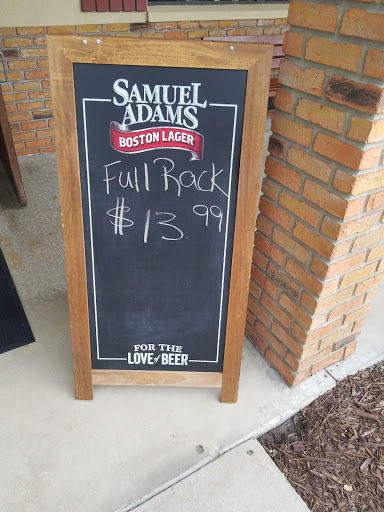 SAMUEL
ADAMS
BOSTON LAGER
Full Rack
$13.99
FOR THE
LOVE of BEER